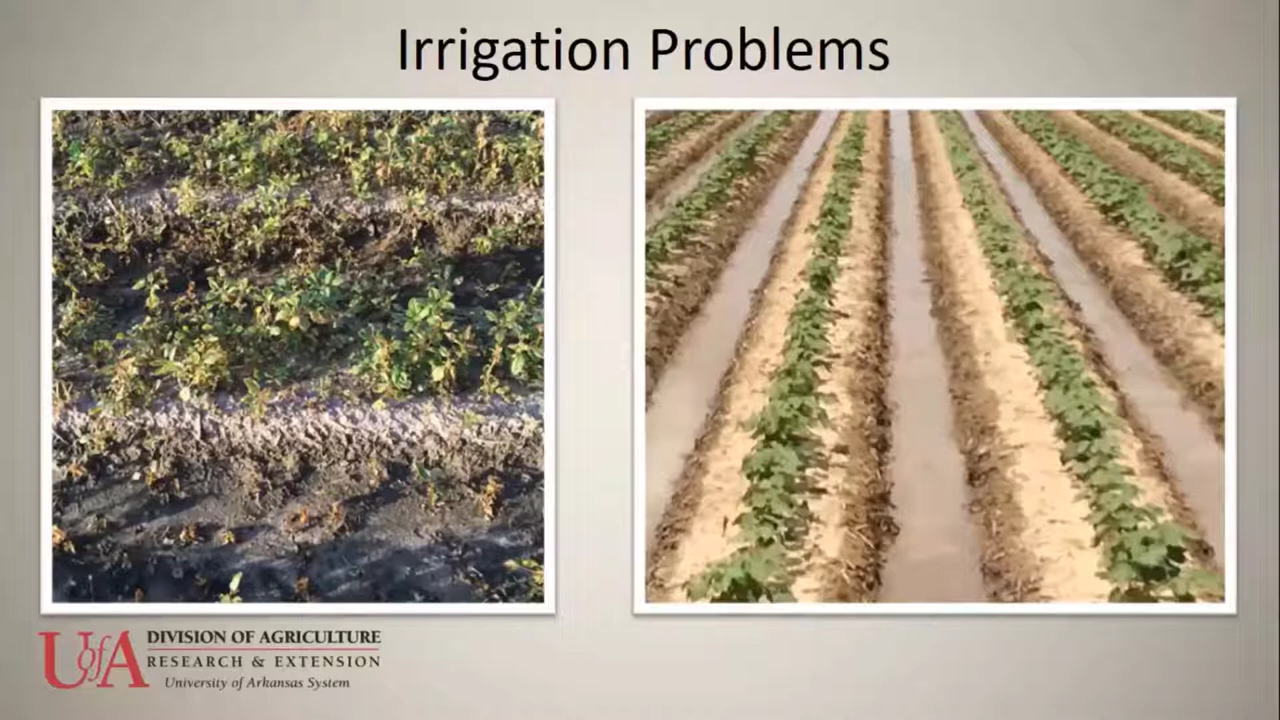 Irrigation Problems
UofA
DIVISION OF AGRICULTURE
RESEARCH & EXTENSION
University of Arkansas System